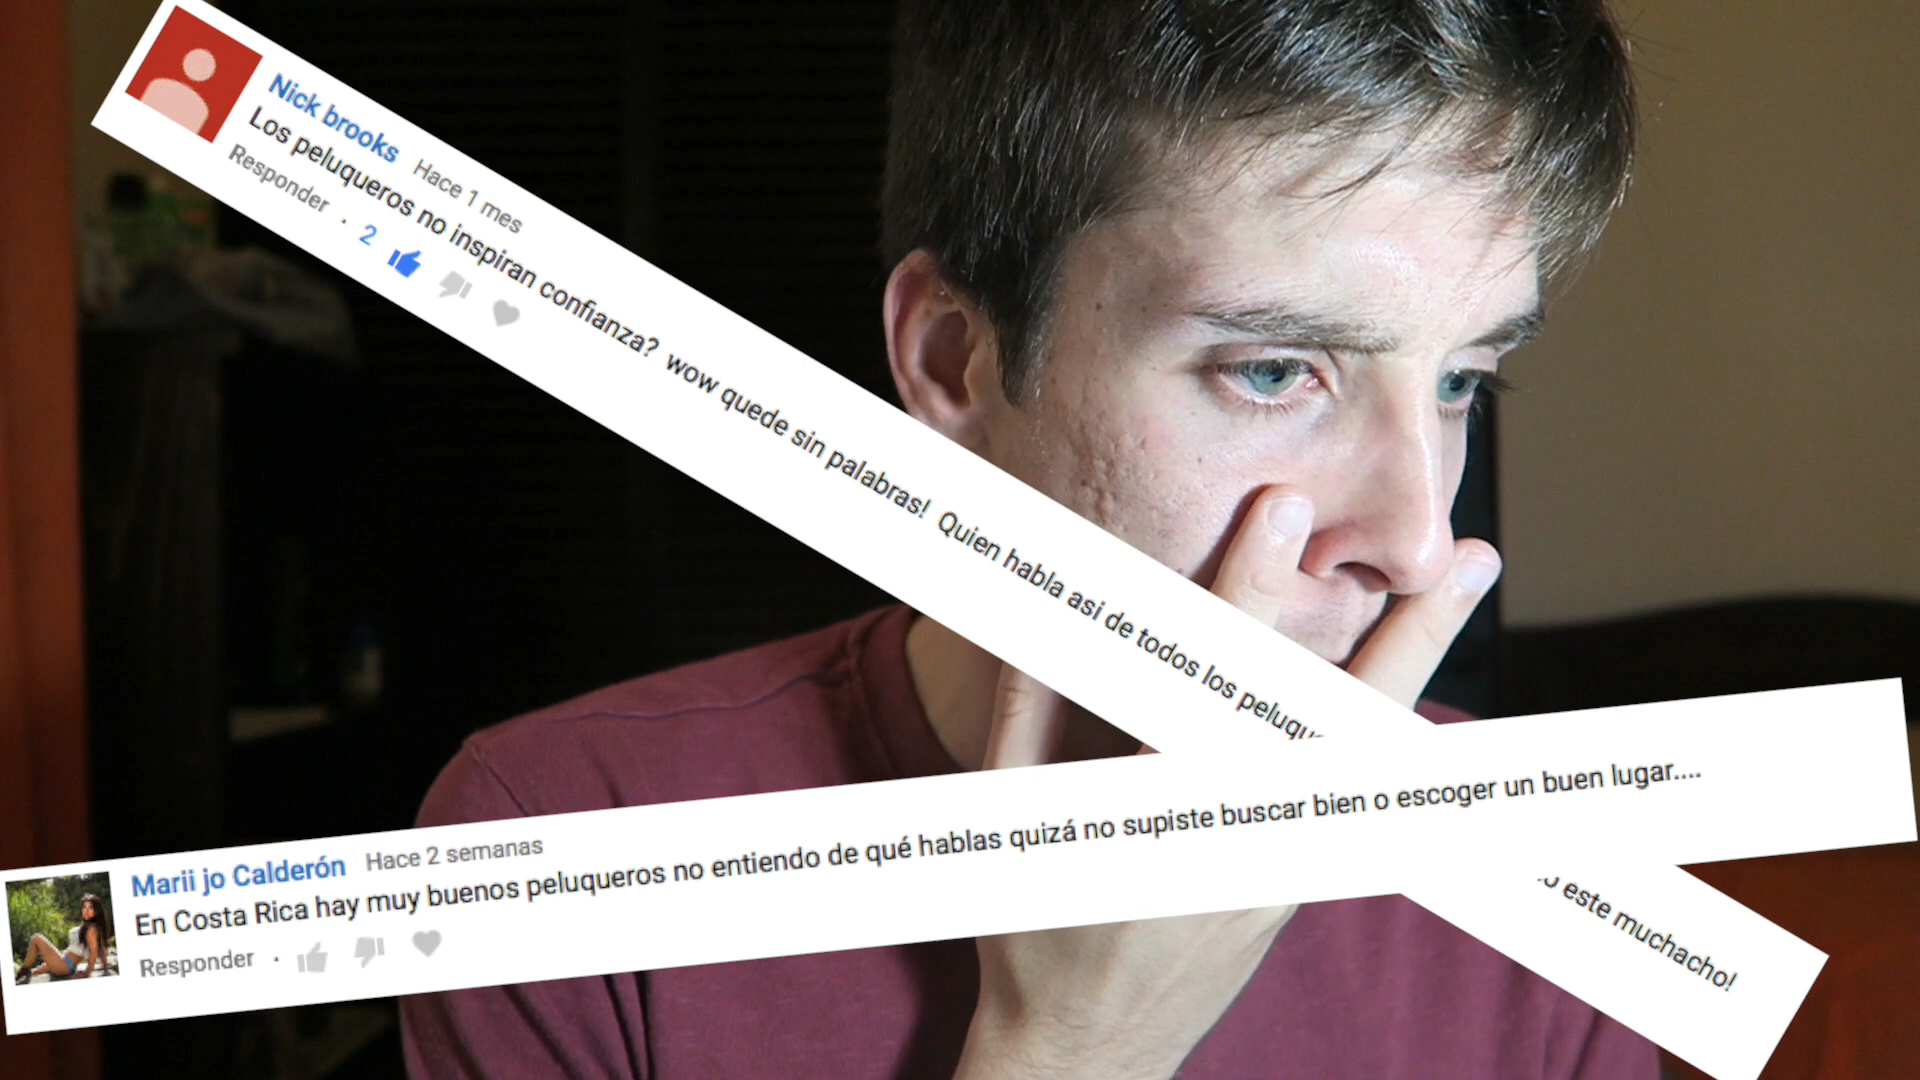 Nick brooks Hace 1 mes
Los peluqueros no inspiran confianza? wow quede sin palabras! Quien habla asi de todos los este muchacho!
Responder · 2
Marii jo Calderón Hace 2 semanas
En Costa Rica hay muy buenos peluqueros no entiendo de qué hablas quizá no supiste buscar bien o escoger un buen lugar....
Responder ·